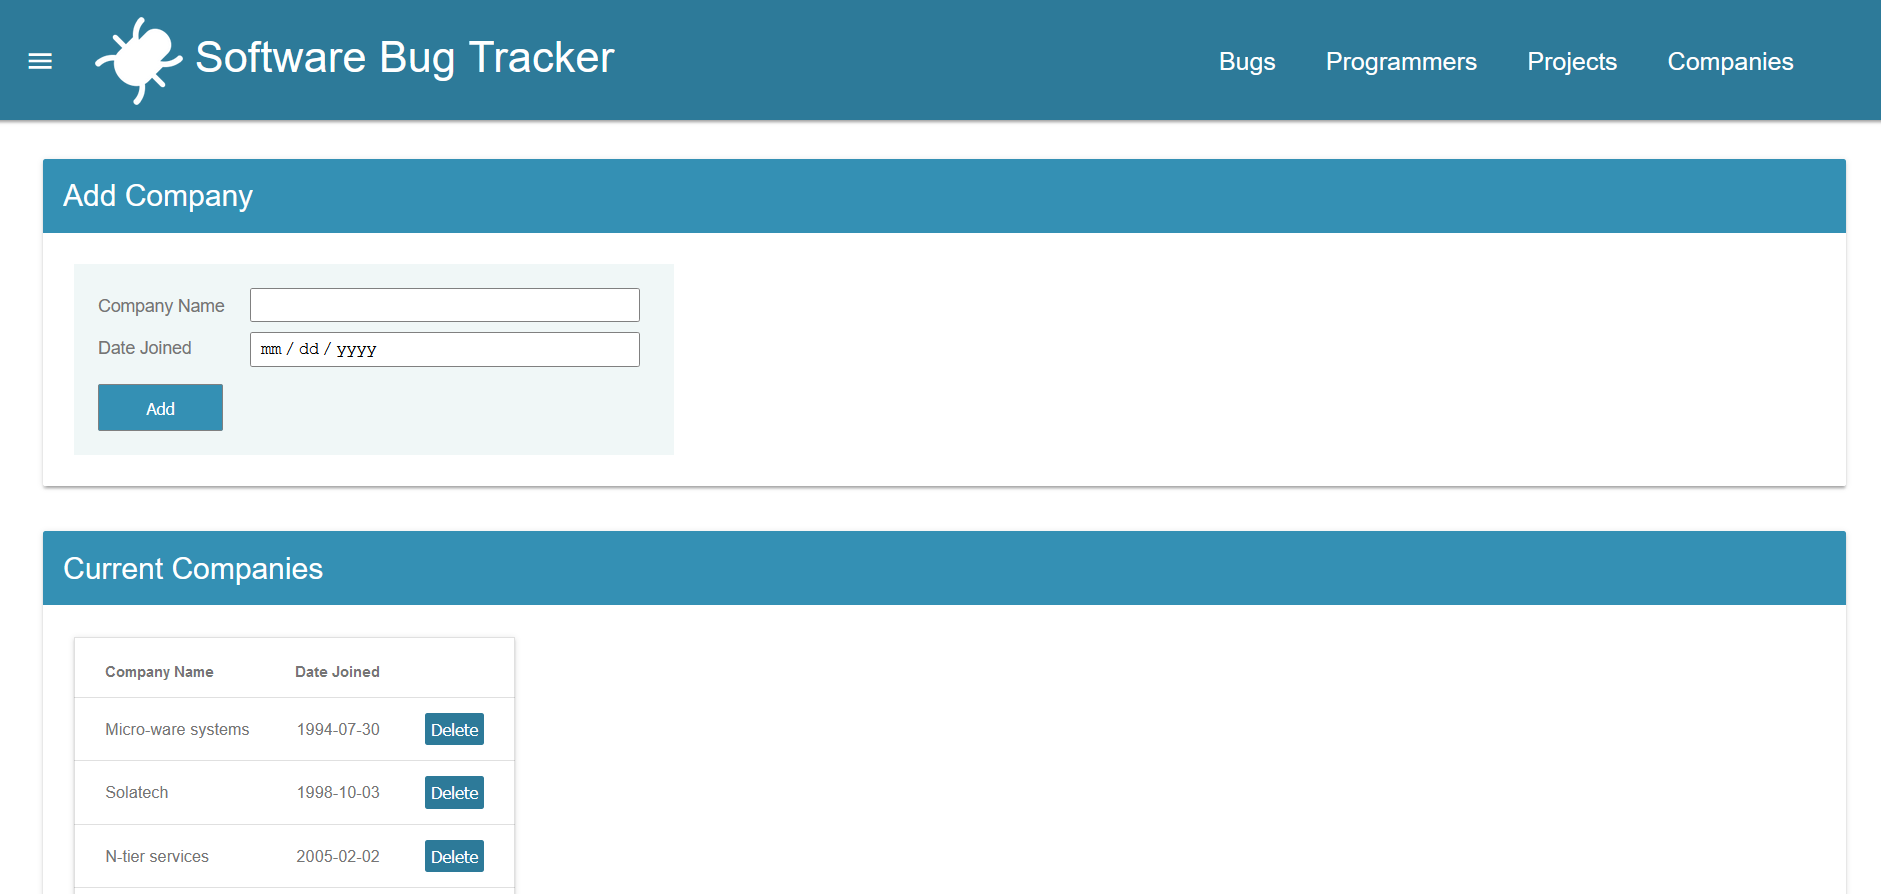 Software Bug Tracker
Bugs Programmers Projects Companies
Add Company
Company Name
Date Joined mm / dd / yyyy
Add
Current Companies
Company Name Date Joined
Micro-ware systems 1994-07-30 Delete
Solatech 1998-10-03 Delete
N-tier services 2005-02-02 Delete